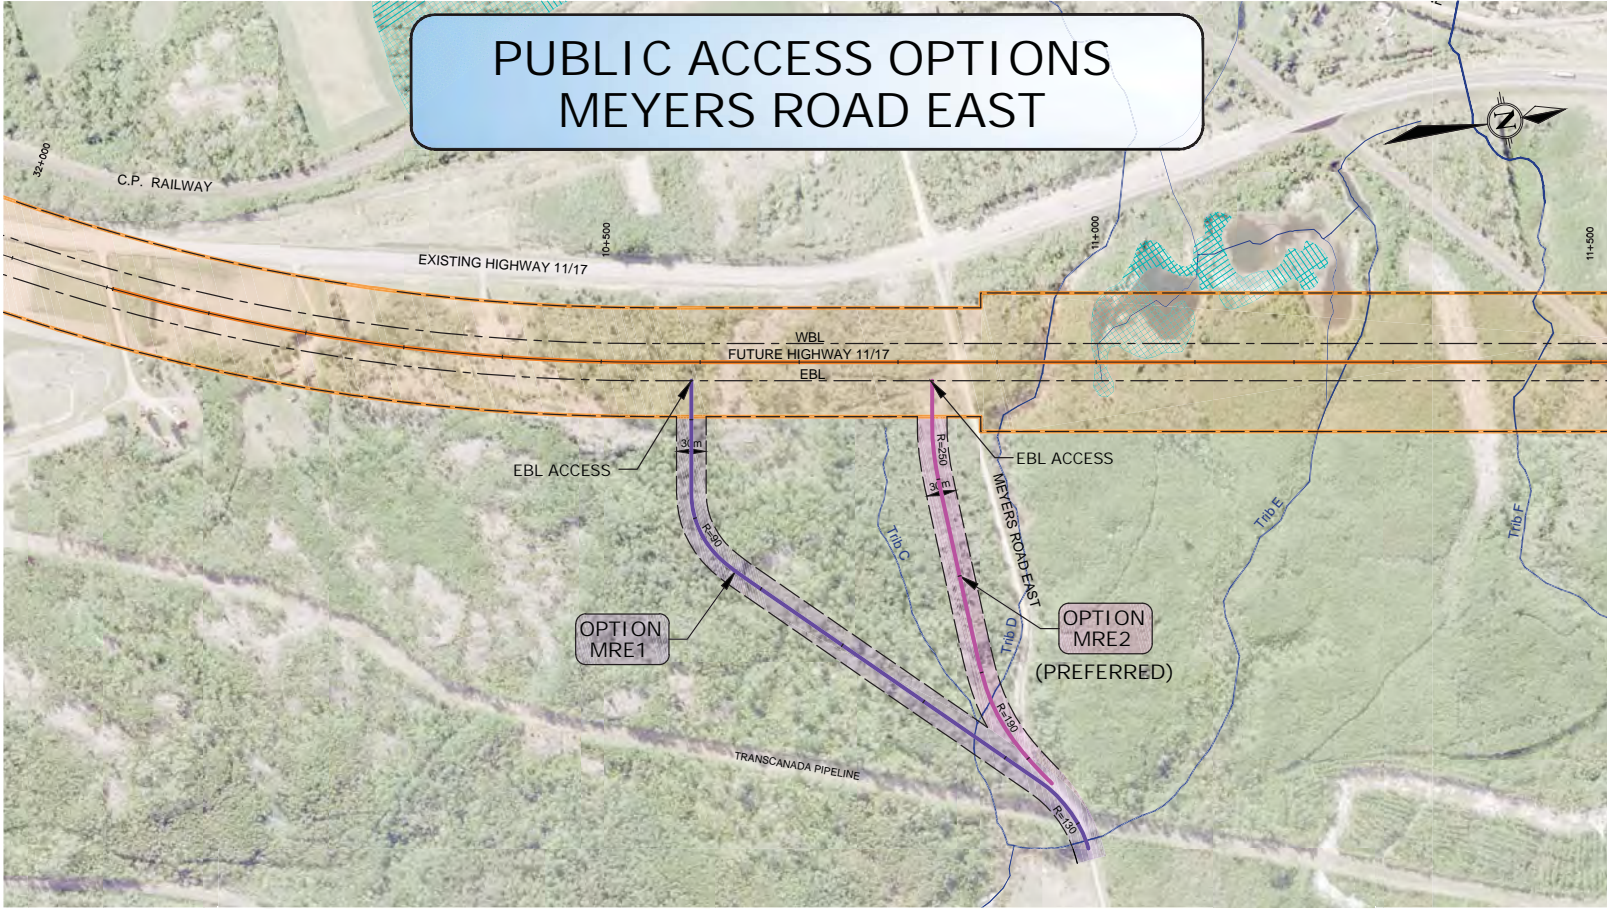 PUBLIC ACCESS OPTIONS
MEYERS ROAD EAST
N
32+000
C.P. RAILWAY
10+500
EXISTING HIGHWAY 11/17
11+000
11+500
WBL
FUTURE HIGHWAY 11/17
EBL
30m
EBL ACCESS
R=250
EBL ACCESS
MEYERS ROAD EAST
R=90
Trib C
Trib E
Trib F
OPTION
MRE1
Trib D
OPTION
MRE2
(PREFERRED)
R=190
TRANSCANADA PIPELINE
R=130